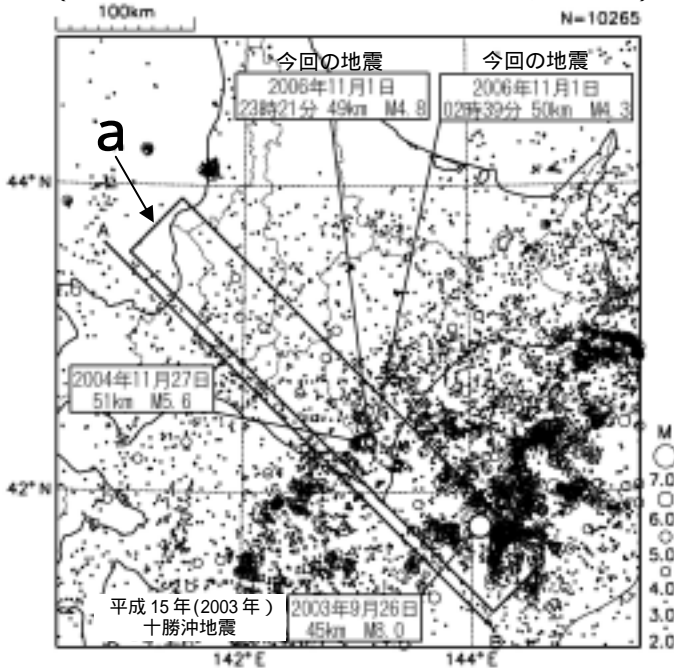 100km
N=10265
今回の地震
今回の地震
2006年11月1日
23時21分 49km M4.8
2006年11月1日
02時39分 50km M4.3
a
44°N
A
2004年11月27日
51km M5.6
42°N
M
7.0
6.0
5.0
4.0
3.0
2.0
平成15年(2003年)
十勝沖地震
2003年9月26日
45km M8.0
142°E
144°E